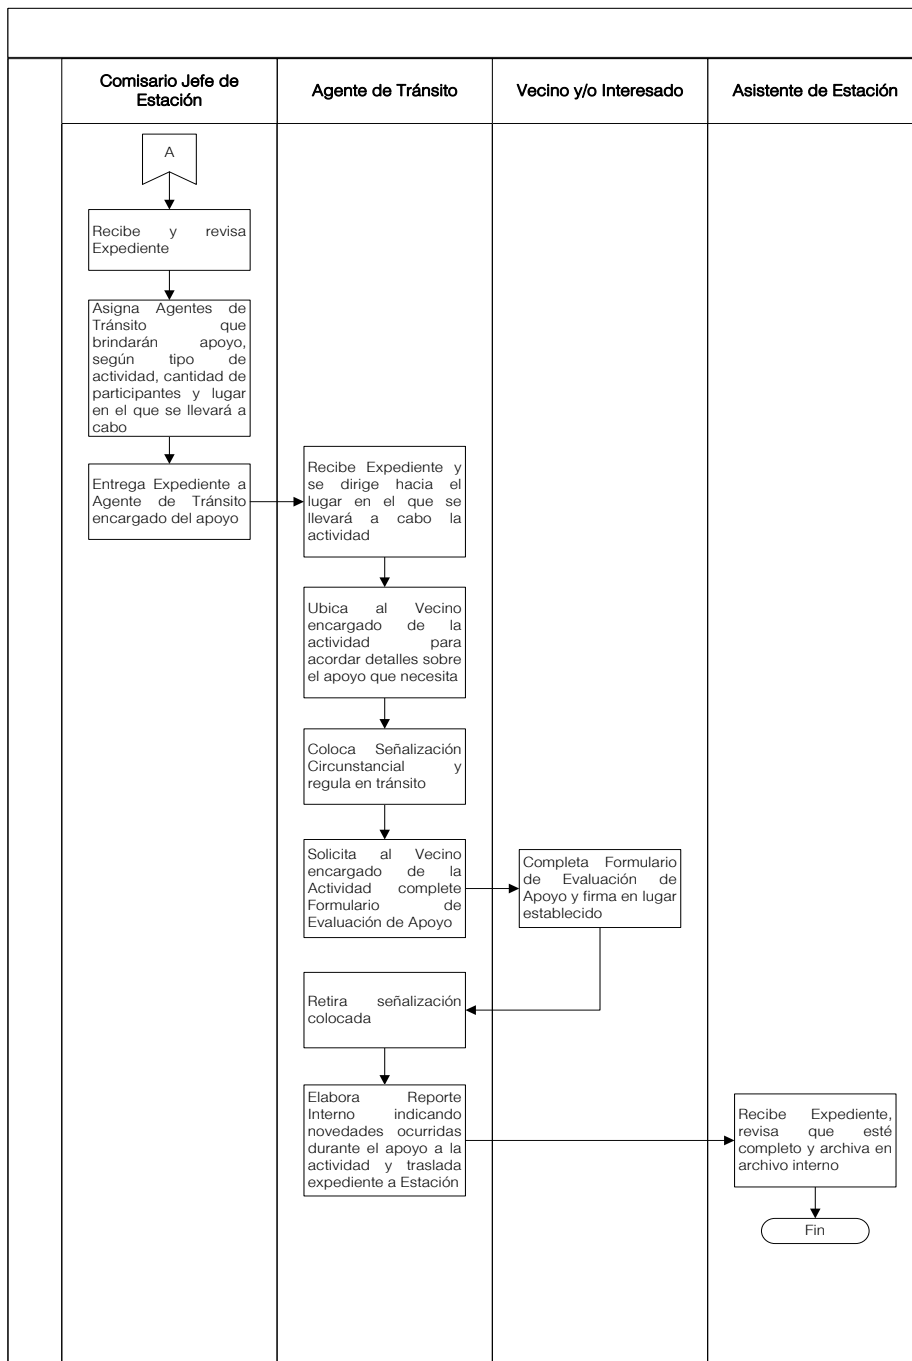 Comisario Jefe de
Estación
Agente de Tránsito
Vecino y/o Interesado
Asistente de Estación
A
Recibe y revisa
Expediente
Asigna Agentes de
Tránsito que
brindarán apoyo,
según tipo de
actividad, cantidad de
participantes y lugar
en el que se llevará a
cabo
Entrega Expediente a
Agente de Tránsito
encargado del apoyo
Recibe Expediente y
se dirige hacia el
lugar en el que se
llevará a cabo la
actividad
Ubica al Vecino
encargado de la
actividad para
acordar detalles sobre
el apoyo que necesita
Coloca Señalización
Circunstancial y
regula en tránsito
Solicita al Vecino
encargado de la
Actividad complete
Formulario de
Evaluación de Apoyo
Completa Formulario
de Evaluación de
Apoyo y firma en lugar
establecido
Retira señalización
colocada
Elabora Reporte
Interno indicando
novedades ocurridas
durante el apoyo a la
actividad y traslada
expediente a Estación
Recibe Expediente,
revisa que esté
completo y archiva en
archivo interno
Fin